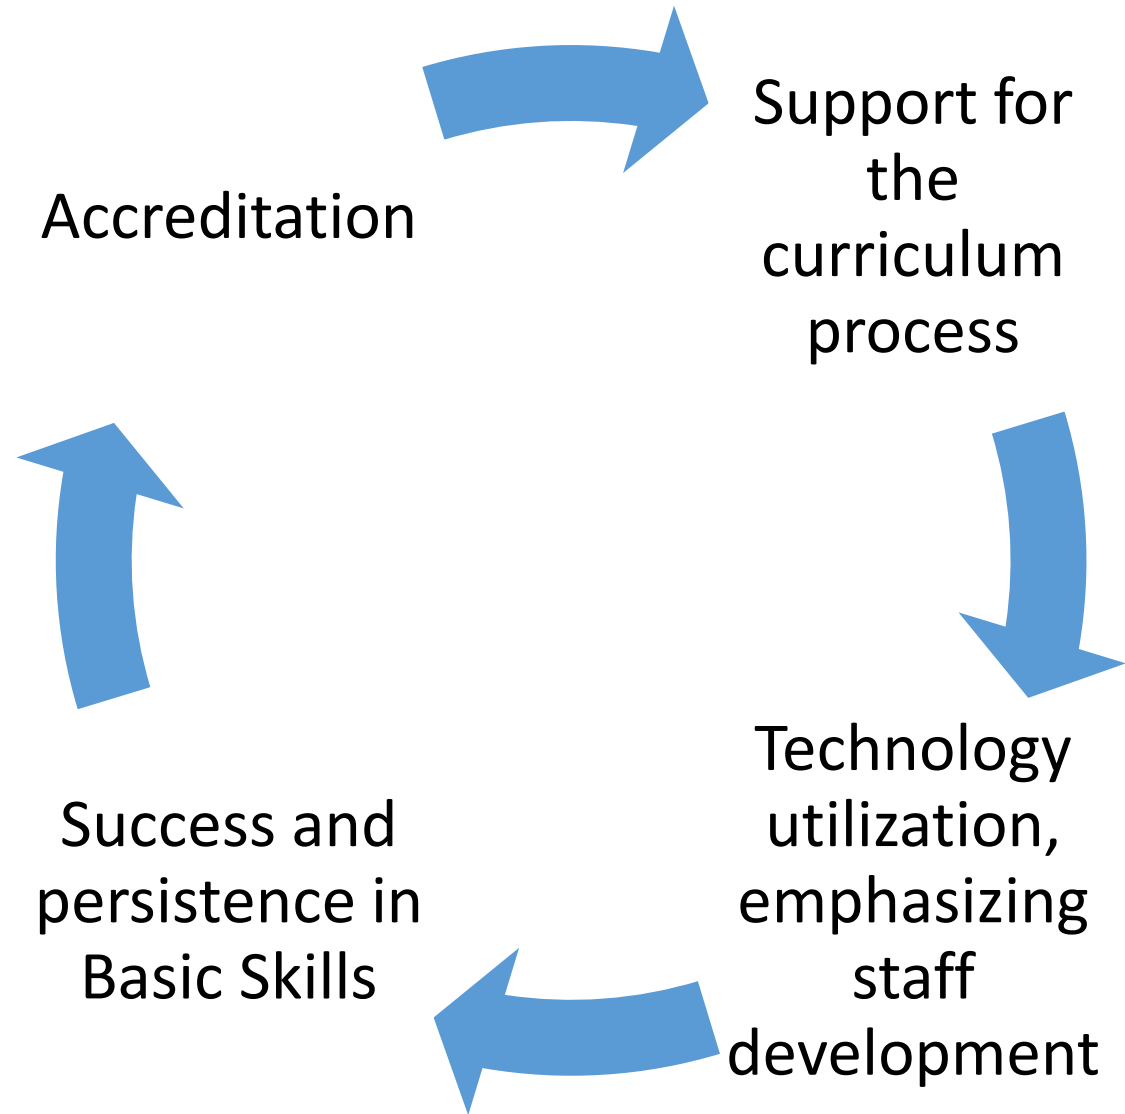 Accreditation
Support for
the
curriculum
process
Technology
utilization,
emphasizing
staff
development
Success and
persistence in
Basic Skills